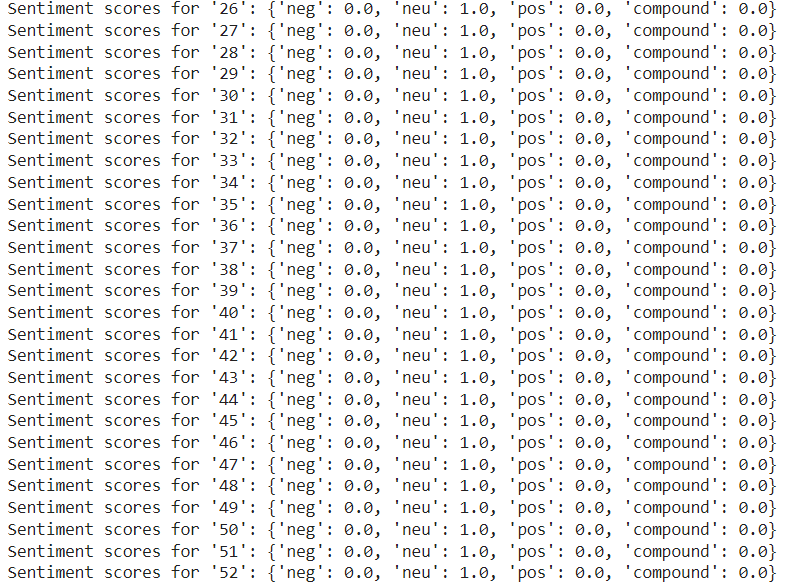 Sentiment scores for '26': {'neg': 0.0, 'neu': 1.0, 'pos': 0.0, 'compound': 0.0}
Sentiment scores for '27': {'neg': 0.0, 'neu': 1.0, 'pos': 0.0, 'compound': 0.0}
Sentiment scores for '28': {'neg': 0.0, 'neu': 1.0, 'pos': 0.0, 'compound': 0.0}
Sentiment scores for '29': {'neg': 0.0, 'neu': 1.0, 'pos': 0.0, 'compound': 0.0}
Sentiment scores for '30': {'neg': 0.0, 'neu': 1.0, 'pos': 0.0, 'compound': 0.0}
Sentiment scores for '31': {'neg': 0.0, 'neu': 1.0, 'pos': 0.0, 'compound': 0.0}
Sentiment scores for '32': {'neg': 0.0, 'neu': 1.0, 'pos': 0.0, 'compound': 0.0}
Sentiment scores for '33': {'neg': 0.0, 'neu': 1.0, 'pos': 0.0, 'compound': 0.0}
Sentiment scores for '34': {'neg': 0.0, 'neu': 1.0, 'pos': 0.0, 'compound': 0.0}
Sentiment scores for '35': {'neg': 0.0, 'neu': 1.0, 'pos': 0.0, 'compound': 0.0}
Sentiment scores for '36': {'neg': 0.0, 'neu': 1.0, 'pos': 0.0, 'compound': 0.0}
Sentiment scores for '37': {'neg': 0.0, 'neu': 1.0, 'pos': 0.0, 'compound': 0.0}
Sentiment scores for '38': {'neg': 0.0, 'neu': 1.0, 'pos': 0.0, 'compound': 0.0}
Sentiment scores for '39': {'neg': 0.0, 'neu': 1.0, 'pos': 0.0, 'compound': 0.0}
Sentiment scores for '40': {'neg': 0.0, 'neu': 1.0, 'pos': 0.0, 'compound': 0.0}
Sentiment scores for '41': {'neg': 0.0, 'neu': 1.0, 'pos': 0.0, 'compound': 0.0}
Sentiment scores for '42': {'neg': 0.0, 'neu': 1.0, 'pos': 0.0, 'compound': 0.0}
Sentiment scores for '43': {'neg': 0.0, 'neu': 1.0, 'pos': 0.0, 'compound': 0.0}
Sentiment scores for '44': {'neg': 0.0, 'neu': 1.0, 'pos': 0.0, 'compound': 0.0}
Sentiment scores for '45': {'neg': 0.0, 'neu': 1.0, 'pos': 0.0, 'compound': 0.0}
Sentiment scores for '46': {'neg': 0.0, 'neu': 1.0, 'pos': 0.0, 'compound': 0.0}
Sentiment scores for '47': {'neg': 0.0, 'neu': 1.0, 'pos': 0.0, 'compound': 0.0}
Sentiment scores for '48': {'neg': 0.0, 'neu': 1.0, 'pos': 0.0, 'compound': 0.0}
Sentiment scores for '49': {'neg': 0.0, 'neu': 1.0, 'pos': 0.0, 'compound': 0.0}
Sentiment scores for '50': {'neg': 0.0, 'neu': 1.0, 'pos': 0.0, 'compound': 0.0}
Sentiment scores for '51': {'neg': 0.0, 'neu': 1.0, 'pos': 0.0, 'compound': 0.0}
Sentiment scores for '52': {'neg': 0.0, 'neu': 1.0, 'pos': 0.0, 'compound': 0.0}